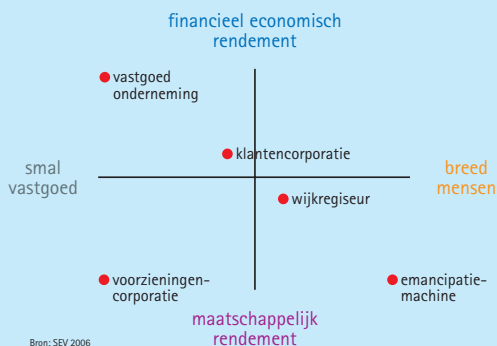 financieel economisch
rendement
vastgoed
onderneming
klantencorporatie
smal
vastgoed
breed
mensen
wijkregiseur
voorzieningen-
corporatie
emancipatie-
machine
maatschappelijk
rendement
Bron: SEV 2006